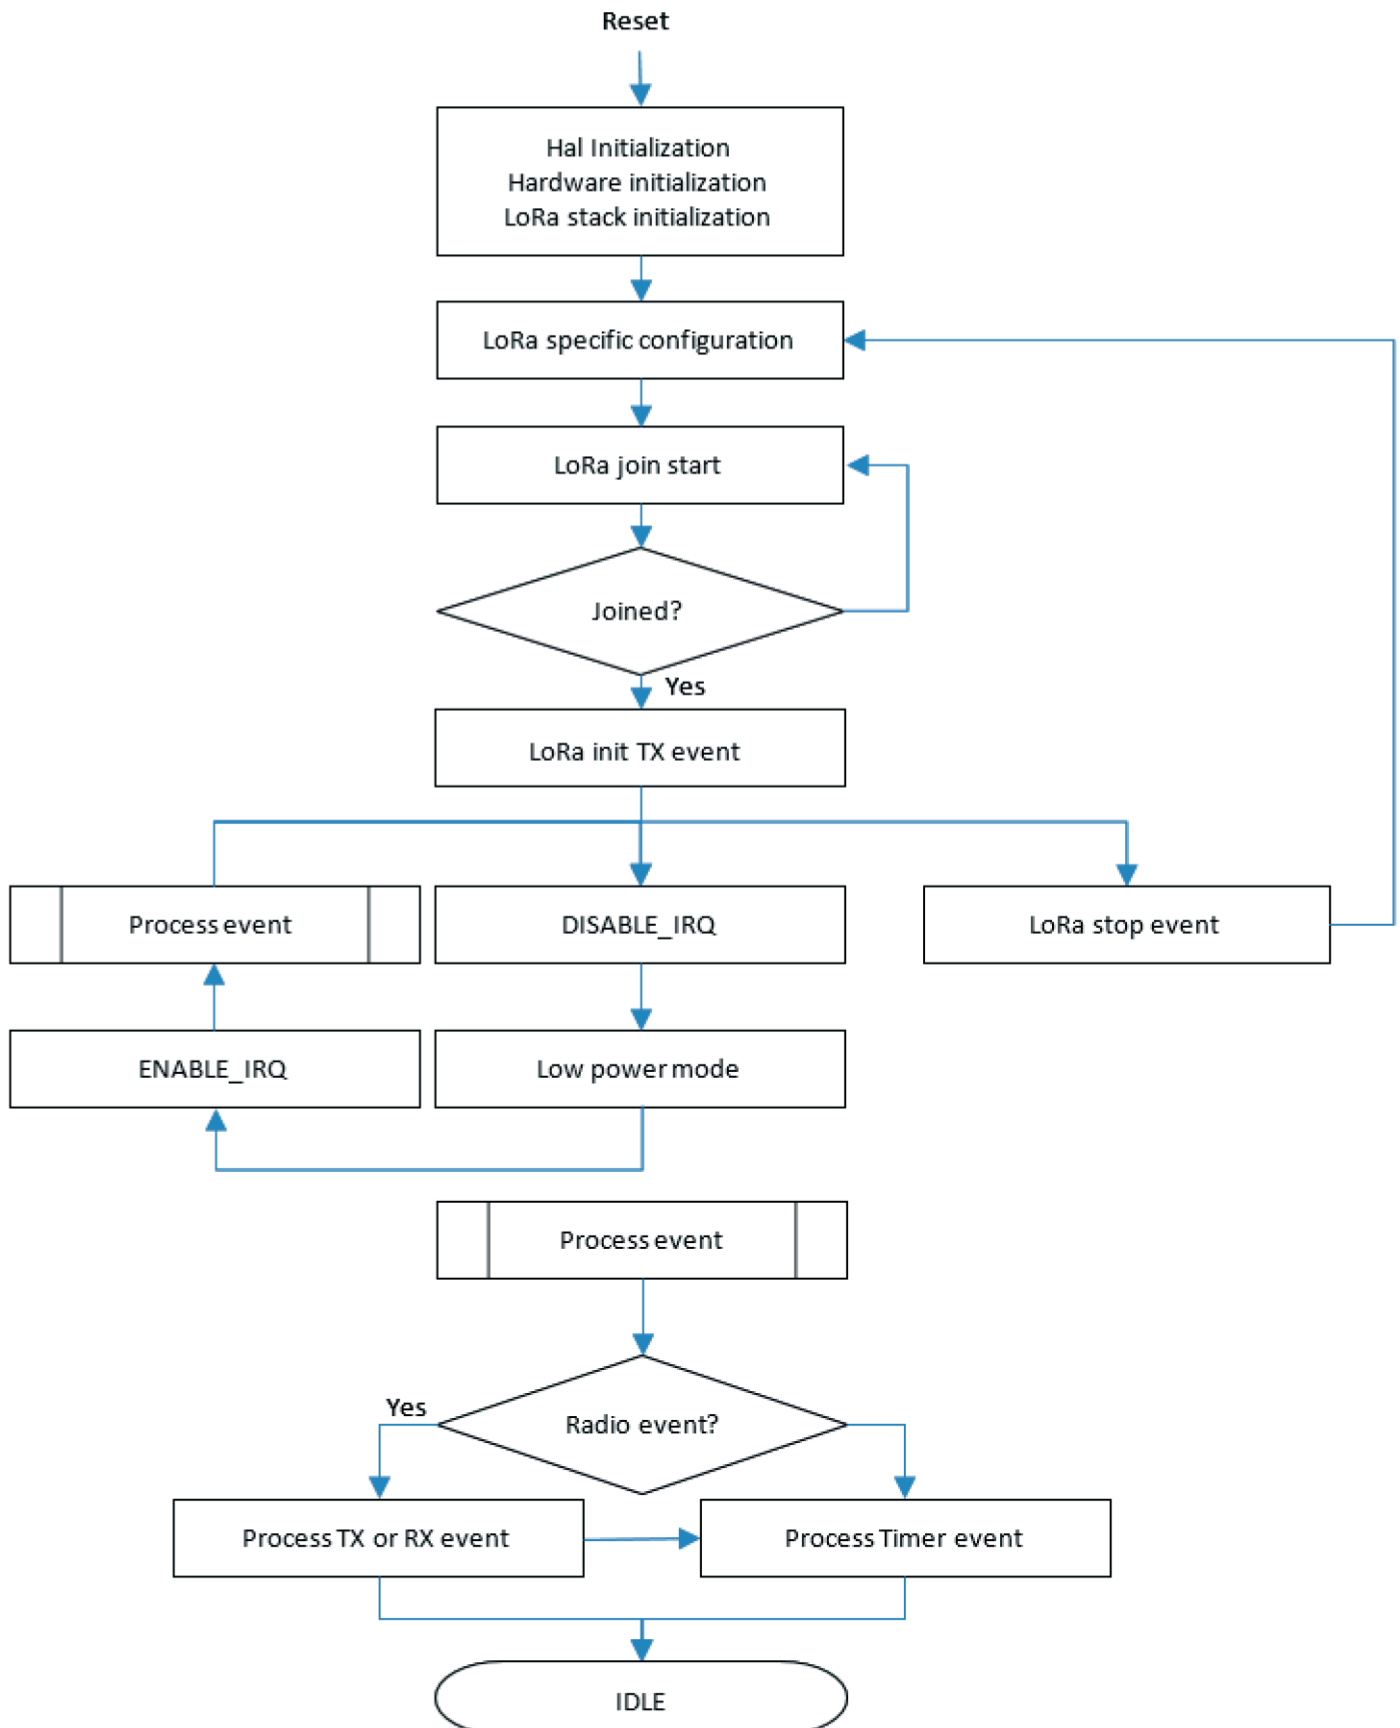 Reset
Hal Initialization
Hardware initialization
LoRa stack initialization
LoRa specific configuration
LoRa join start
Joined?
Yes
LoRa init TX event
Process event
DISABLE_IRQ
LoRa stop event
ENABLE_IRQ
Low power mode
Process event
Yes
Radio event?
Process TX or RX event
Process Timer event
IDLE